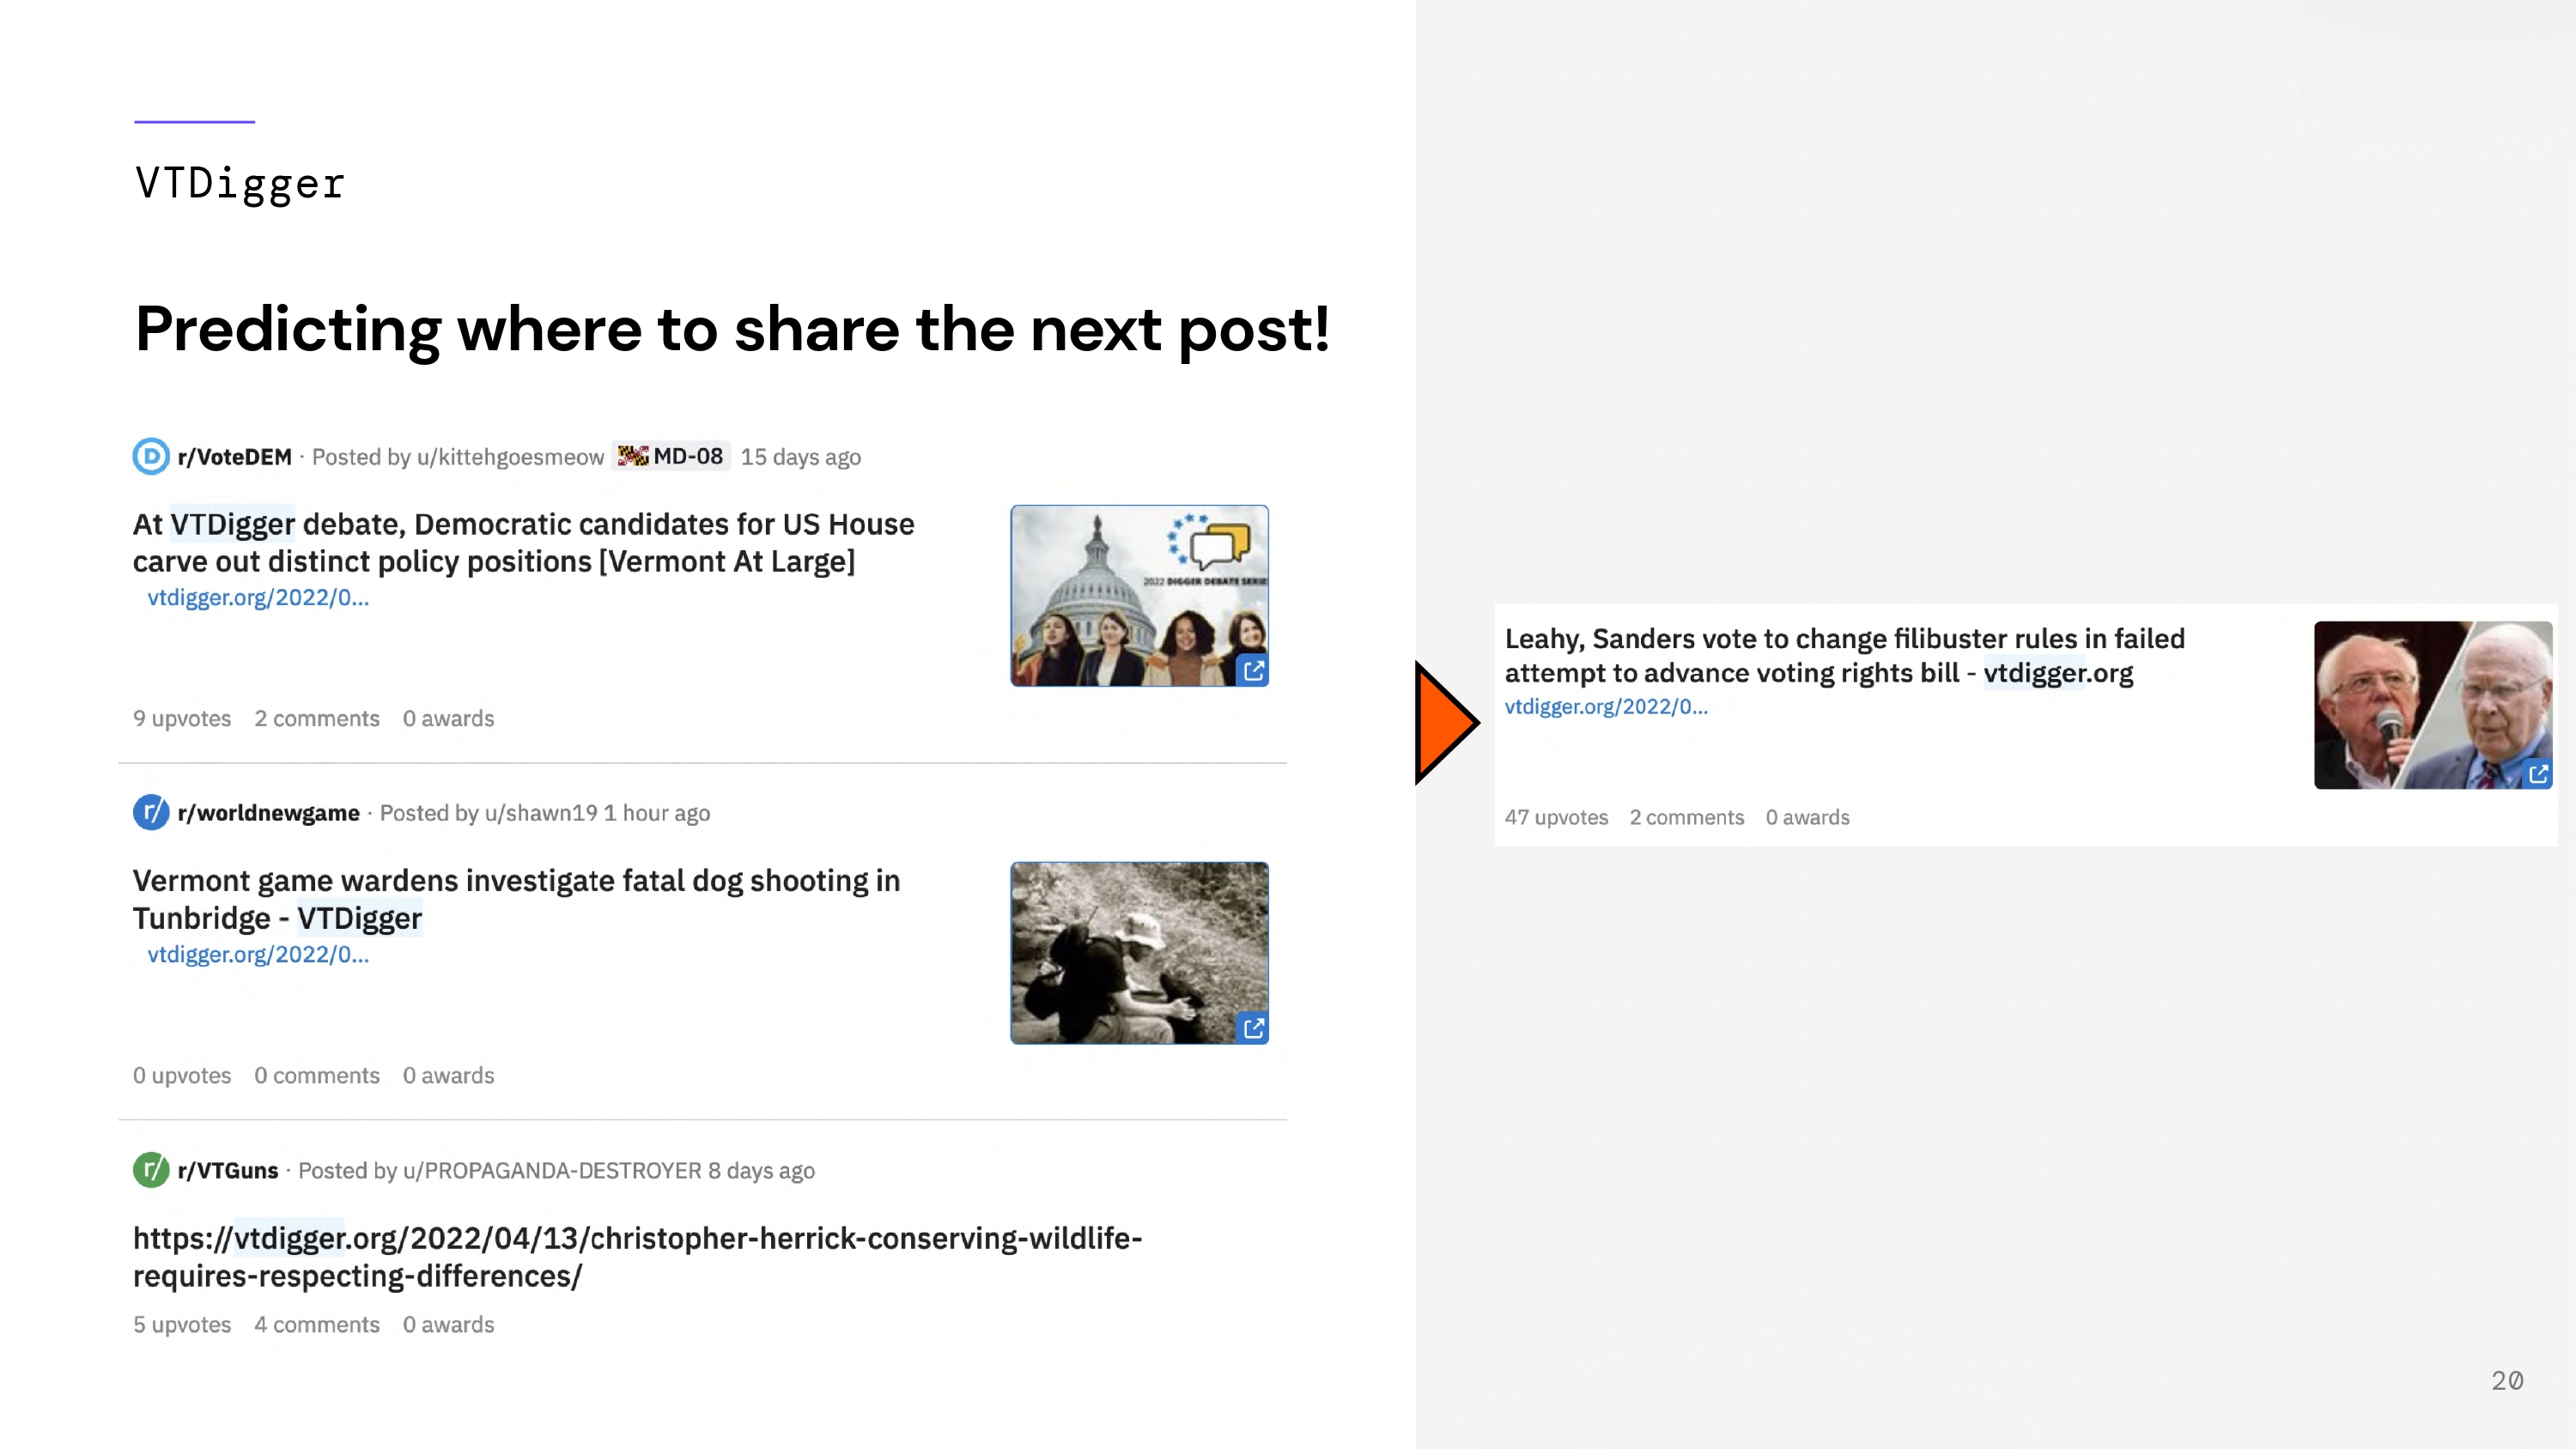 VTDigger
Predicting where to share the next post!
r/VoteDEM · Posted by u/kittehgoesmeow MD-08 15 days ago
At VTDigger debate, Democratic candidates for US House
carve out distinct policy positions [Vermont At Large]
vtdigger.org/2022/0...
2022 DIGGER DEBATE SERIE
9 upvotes 2 comments 0 awards
r/ r/worldnewgame · Posted by u/shawn19 1 hour ago
Vermont game wardens investigate fatal dog shooting in
Tunbridge - VTDigger
vtdigger.org/2022/0...
0 upvotes 0 comments 0 awards
r/ r/VTGuns · Posted by u/PROPAGANDA-DESTROYER 8 days ago
https://vtdigger.org/2022/04/13/christopher-herrick-conserving-wildlife-
requires-respecting-differences/
5 upvotes 4 comments 0 awards
Leahy, Sanders vote to change filibuster rules in failed
attempt to advance voting rights bill - vtdigger.org
vtdigger.org/2022/0...
47 upvotes 2 comments 0 awards
20